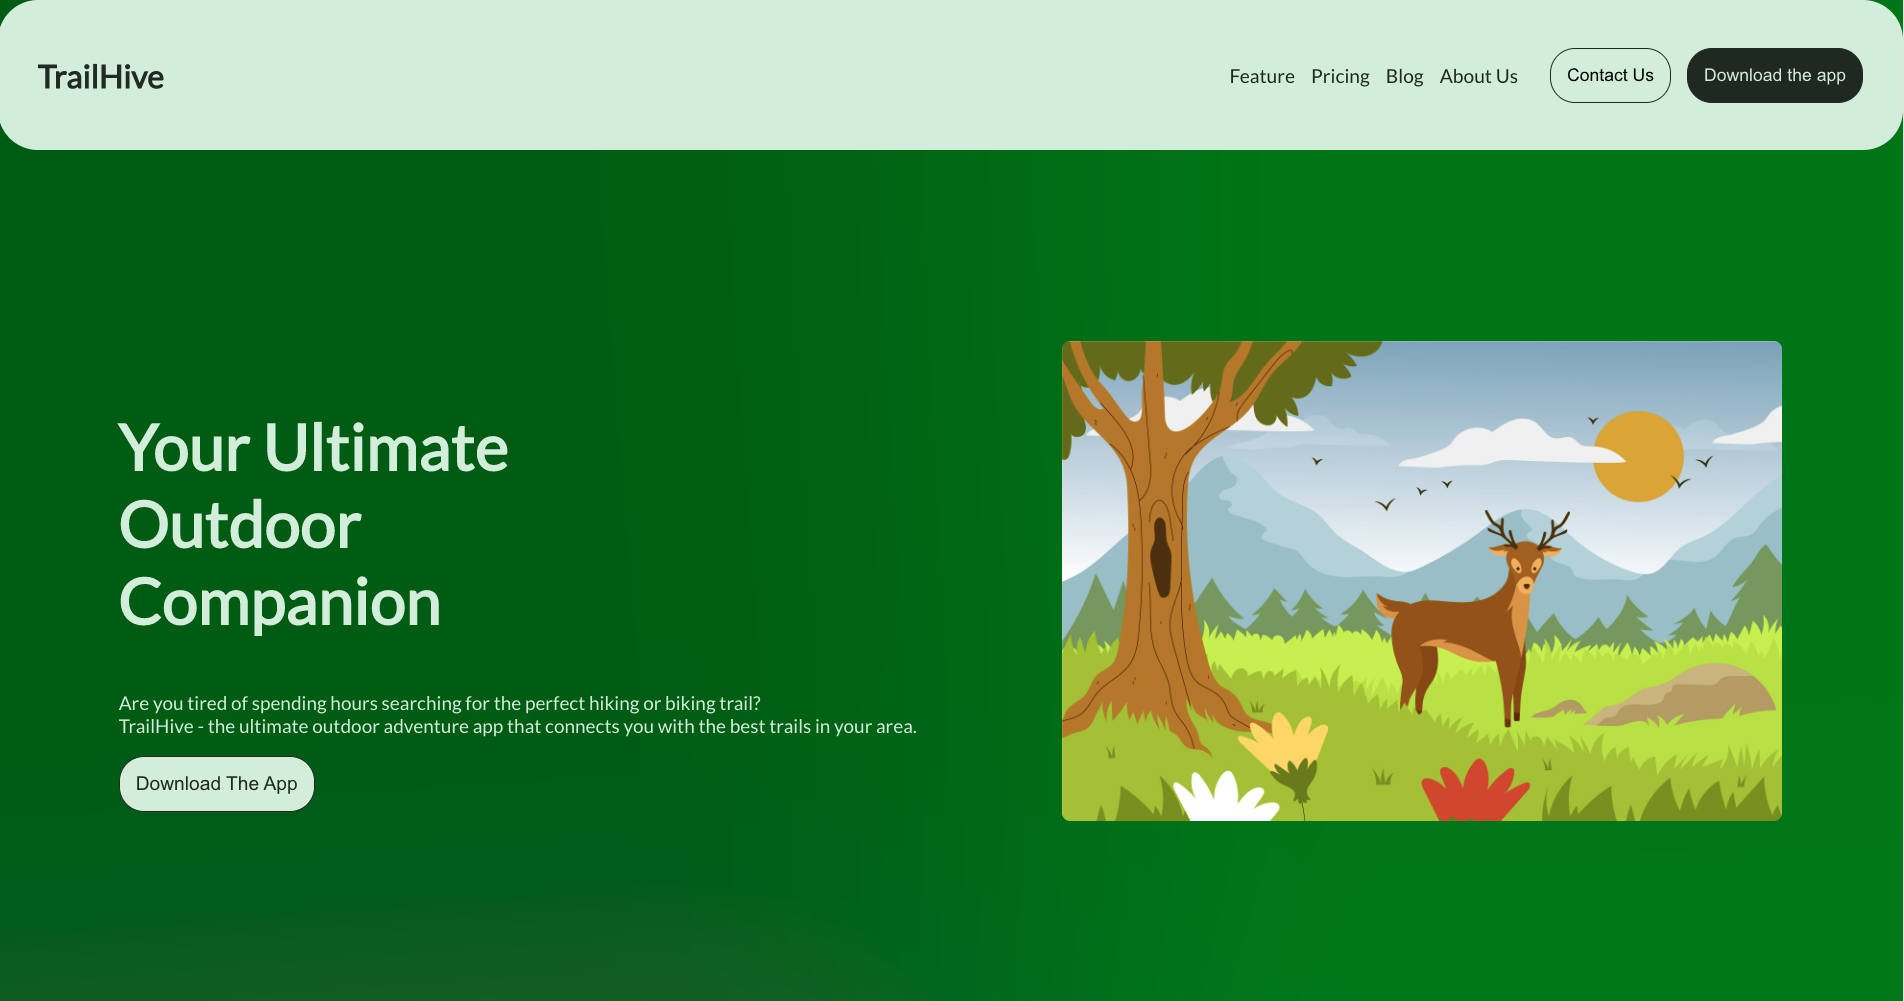 TrailHive
Feature Pricing Blog About Us Contact Us Download the app
Your Ultimate
Outdoor
Companion
Are you tired of spending hours searching for the perfect hiking or biking trail?
TrailHive - the ultimate outdoor adventure app that connects you with the best trails in your area.
Download The App